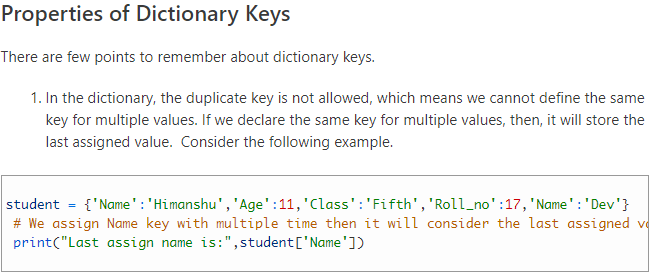 Properties of Dictionary Keys
There are few points to remember about dictionary keys.
1. In the dictionary, the duplicate key is not allowed, which means we cannot define the same
key for multiple values. If we declare the same key for multiple values, then, it will store the
last assigned value. Consider the following example.
student = {'Name':'Himanshu','Age':11,'Class':'Fifth','Roll_no':17,'Name':'Dev'}
# We assign Name key with multiple time then it will consider the last assigned
print("Last assign name is:",student['Name'])